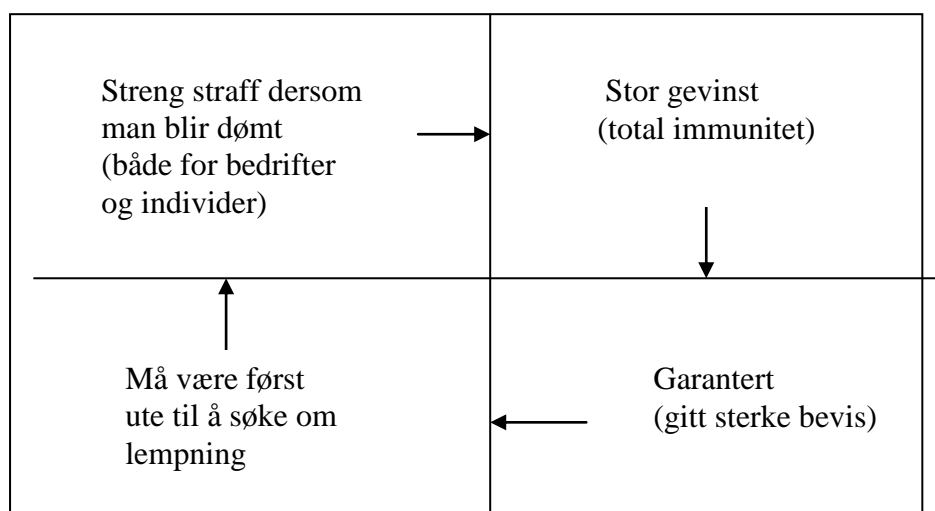 Streng straff dersom
man blir dømt
(både for bedrifter
og individer)
Stor gevinst
(total immunitet)
Må være først
ute til å søke om
lempning
Garantert
(gitt sterke bevis)